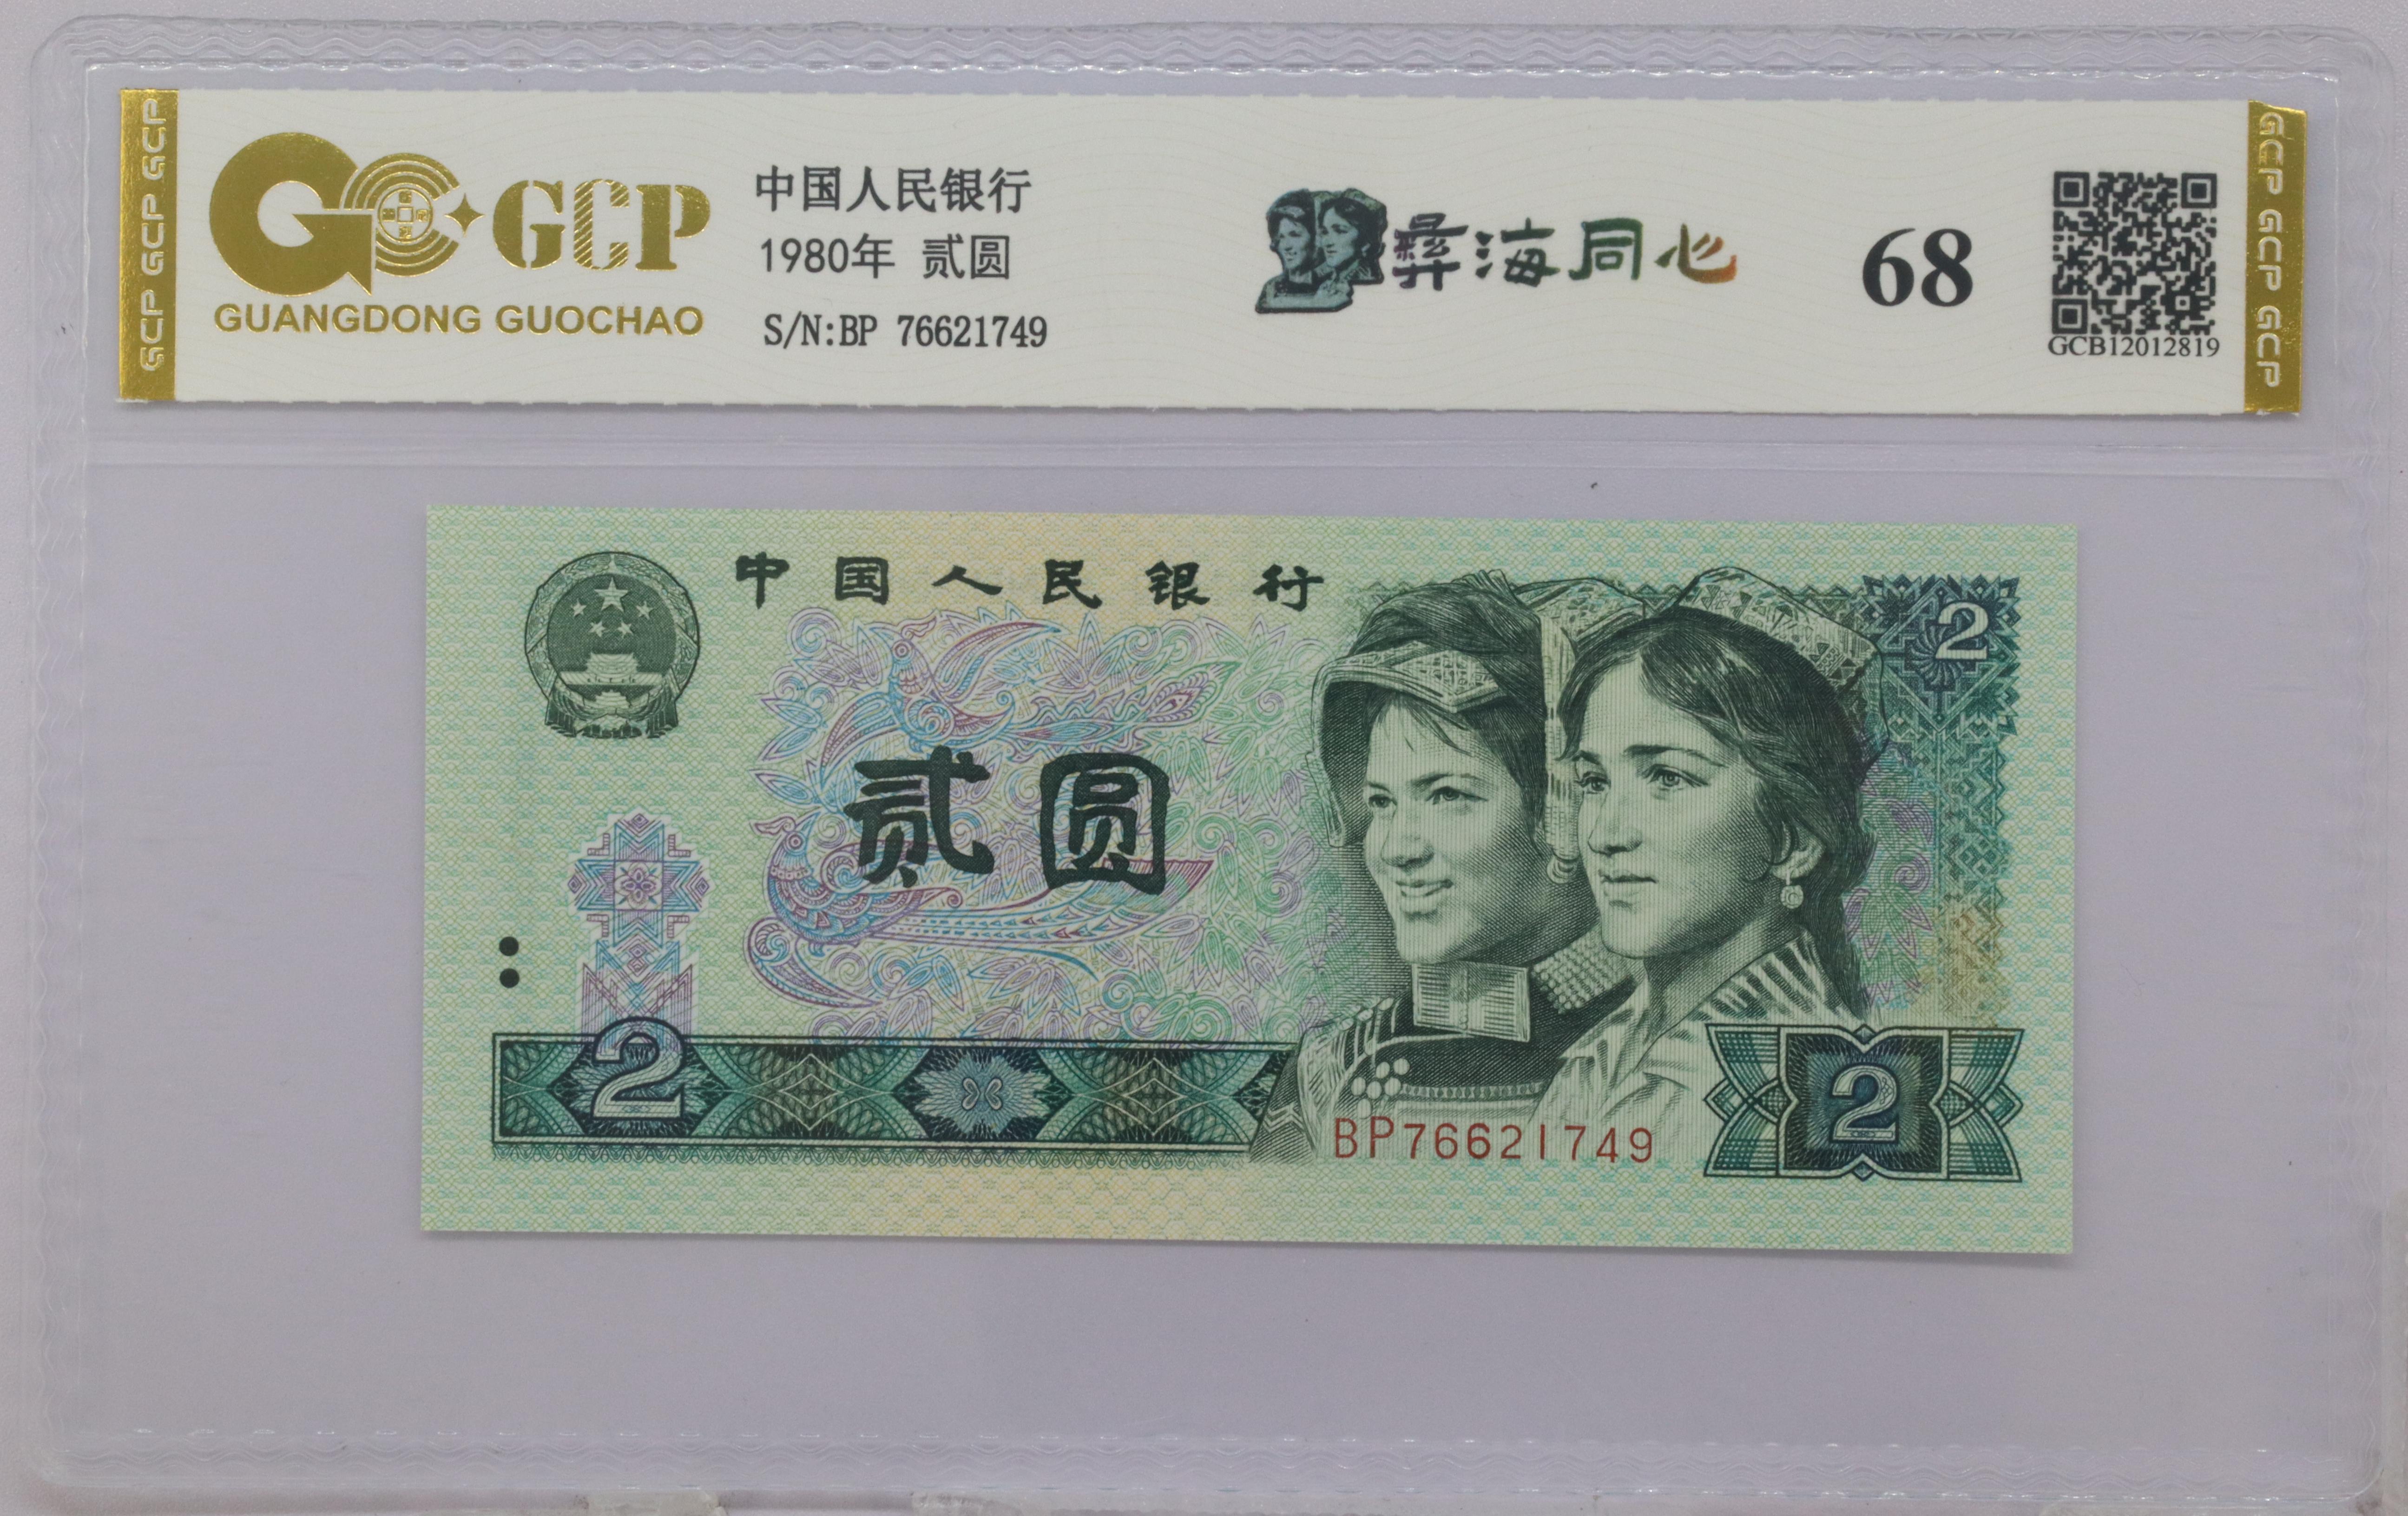 GCP GCP GCP
GCP
GUANGDONG GUOCHAO
中国人民银行
1980年 贰圆
S/N:BP 76621749
彝海同心
68
GCB12012819
GCP GCP GCP
中国人民银行
2
贰圆
2
BP76621749
2